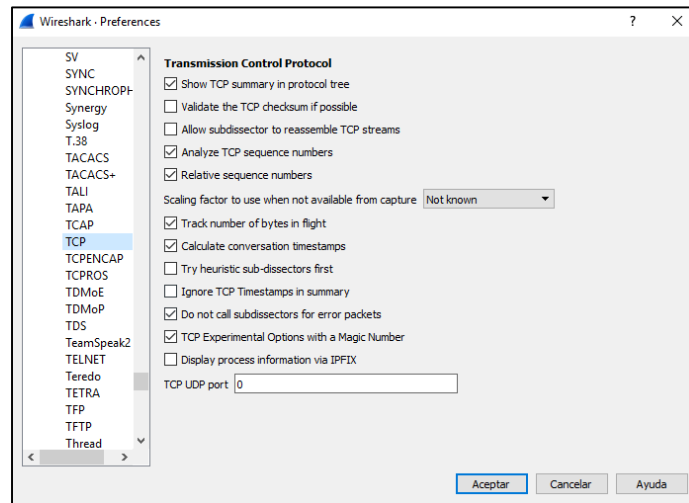 Wireshark · Preferences
SV
SYNC
SYNCHROPH
Synergy
Syslog
T.38
TACACS
TACACS+
TALI
TAPA
TCAP
TCP
TCPENCAP
TCPROS
TDMoE
TDMoP
TDS
TeamSpeak2
TELNET
Teredo
TETRA
TFP
TFTP
Thread
Transmission Control Protocol
Show TCP summary in protocol tree
Validate the TCP checksum if possible
Allow subdissector to reassemble TCP streams
Analyze TCP sequence numbers
Relative sequence numbers
Scaling factor to use when not available from capture Not known
Track number of bytes in flight
Calculate conversation timestamps
Try heuristic sub-dissectors first
Ignore TCP Timestamps in summary
Do not call subdissectors for error packets
TCP Experimental Options with a Magic Number
Display process information via IPFIX
TCP UDP port 0
Aceptar Cancelar Ayuda